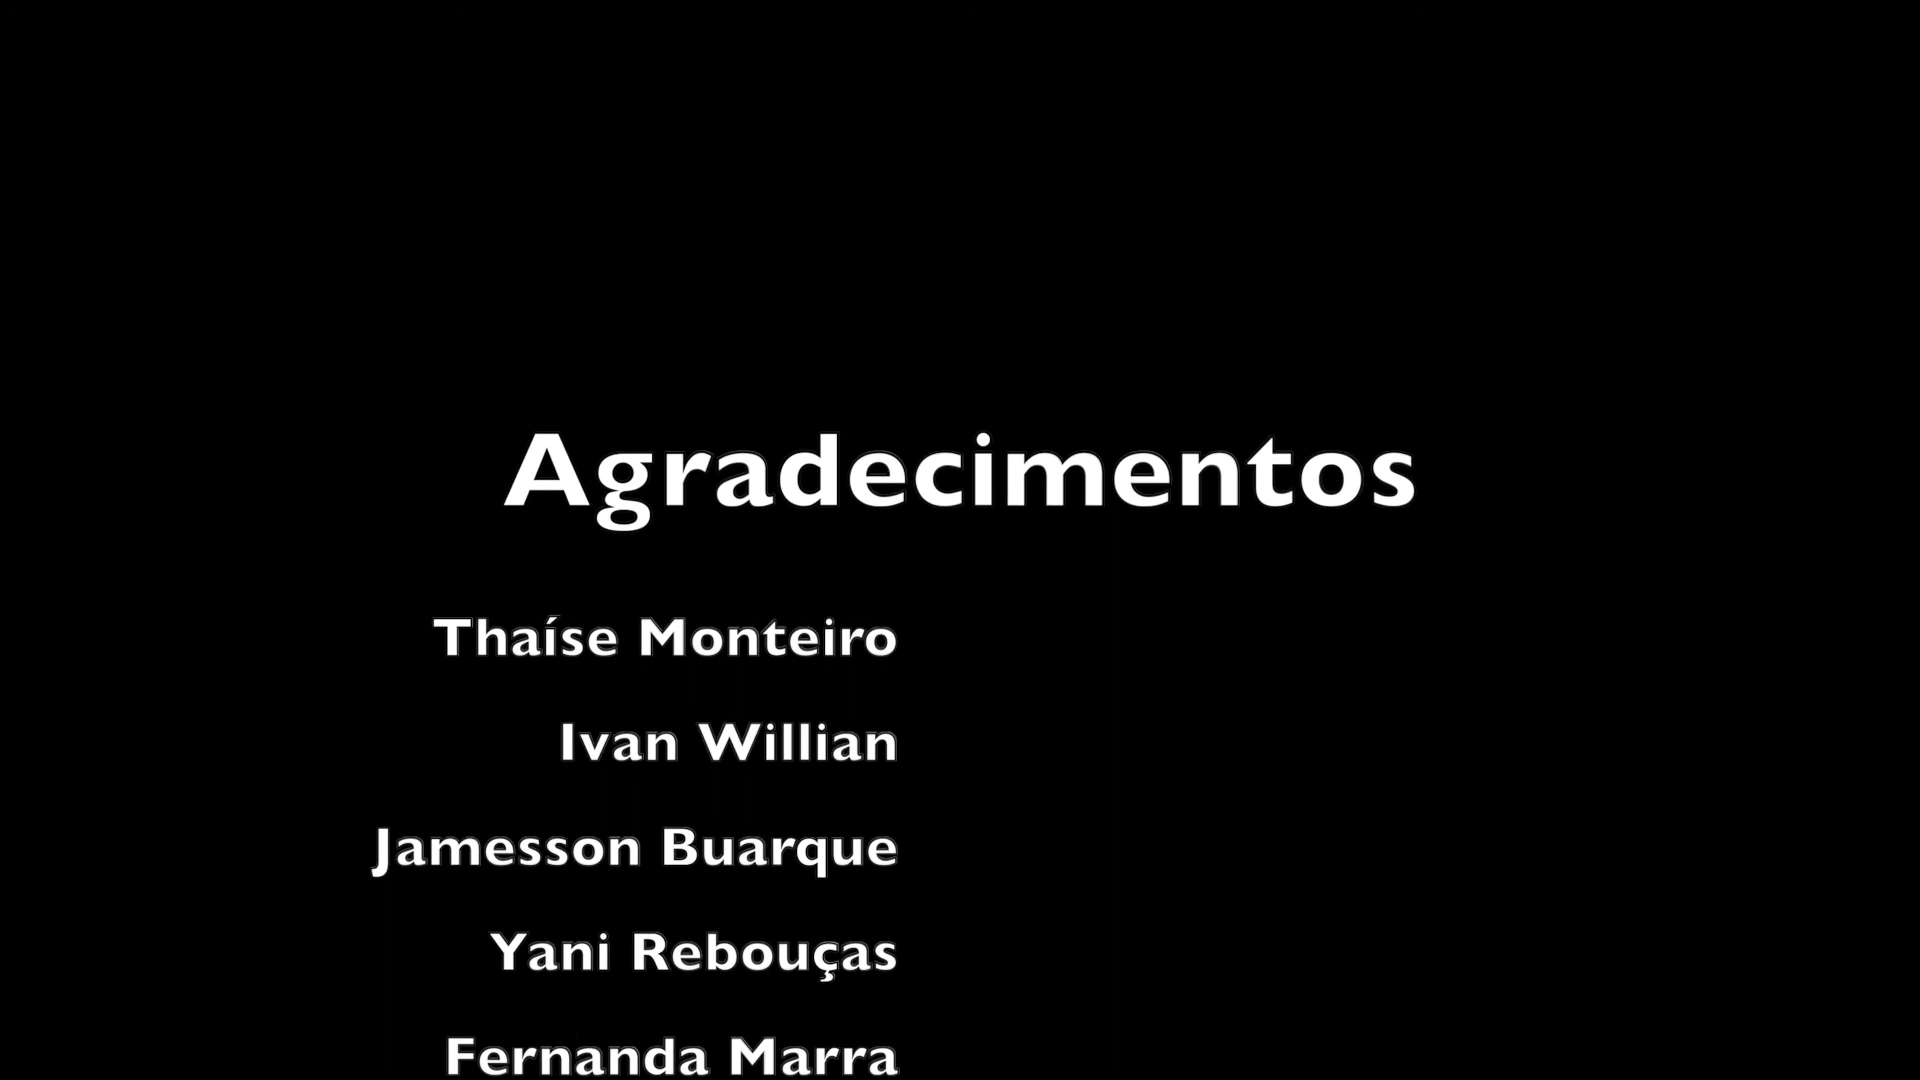 Agradecimentos
Thaíse Monteiro
Ivan Willian
Jamesson Buarque
Yani Rebouças
Fernanda Marra